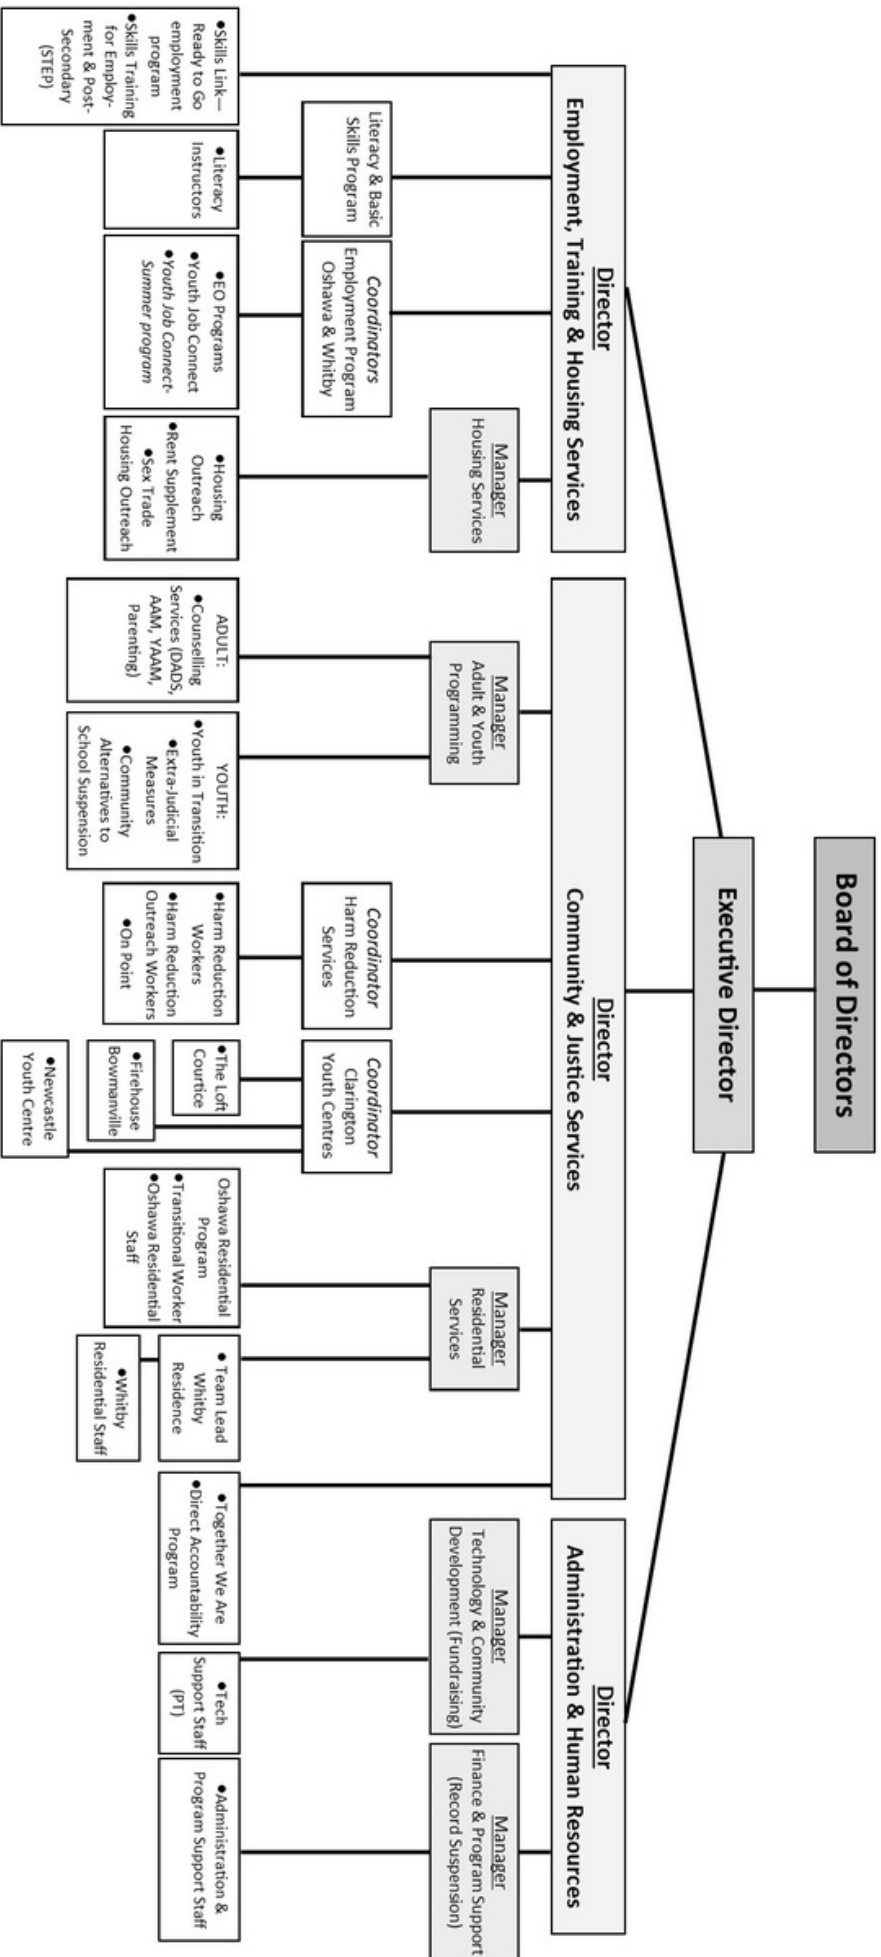 Board of Directors
Executive Director
Director
Employment, Training & Housing Services
Director
Community & Justice Services
Director
Administration & Human Resources
Manager
Housing Services
Manager
Adult & Youth
Programming
Manager
Residential
Services
Manager
Technology & Community
Development (Fundraising)
Manager
Finance & Program Support
(Record Suspension)
Literacy & Basic
Skills Program
Coordinators
Employment Program
Oshawa & Whitby
Coordinator
Harm Reduction
Services
Coordinator
Clarington
Youth Centres
●Skills Link—
Ready to Go
employment
program
●Skills Training
for Employ-
ment & Post-
Secondary
(STEP)
●Literacy
Instructors
●EO Programs
●Youth Job Connect
●Youth Job Connect-
Summer program
●Housing
Outreach
●Rent Supplement
●Sex Trade
Housing Outreach
ADULT:
●Counselling
Services (DADS,
AAM, YAAM,
Parenting)
YOUTH:
●Youth in Transition
●Extra-Judicial
Measures
●Community
Alternatives to
School Suspension
●Harm Reduction
Workers
●Harm Reduction
Outreach Workers
●On Point
●The Loft
Courtice
●Firehouse
Bowmanville
●Newcastle
Youth Centre
Oshawa Residential
Program
●Transitional Worker
●Oshawa Residential
Staff
● Team Lead
Whitby
Residence
●Whitby
Residential Staff
●Together We Are
●Direct Accountability
Program
●Tech
Support Staff
(PT)
●Administration &
Program Support Staff